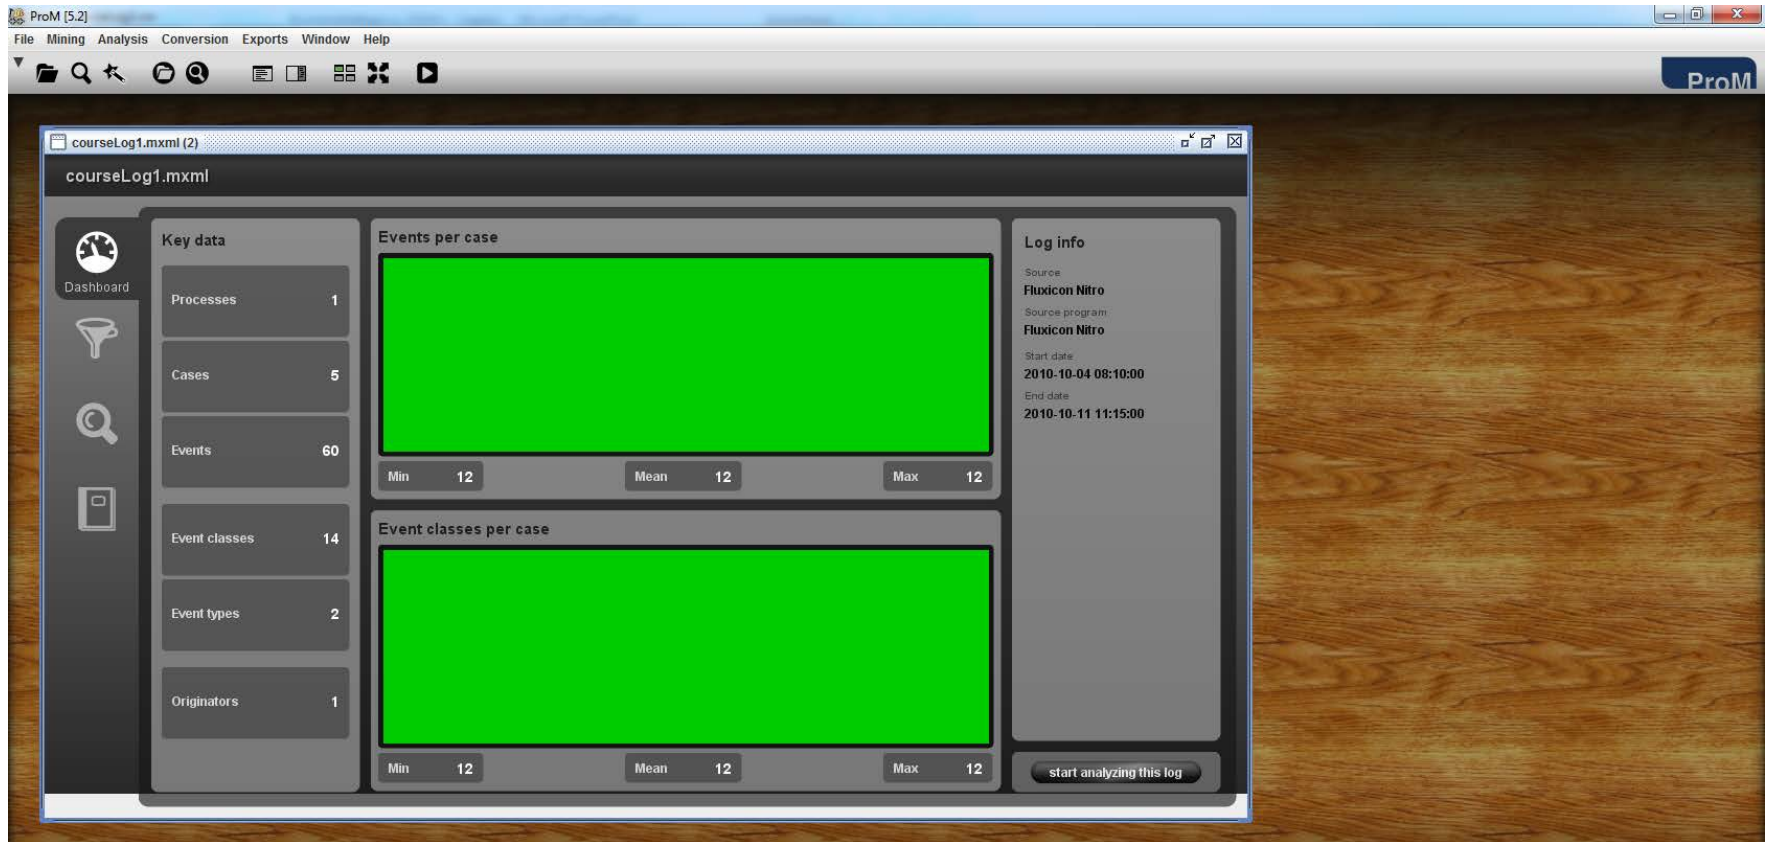 ProM [5.2]
File Mining Analysis Conversion Exports Window Help
ProM
courseLog1.mxml (2)
courseLog1.mxml
Dashboard
Key data
Processes 1
Cases 5
Events 60
Event classes 14
Event types 2
Originators 1
Events per case
Min 12 Mean 12 Max 12
Event classes per case
Min 12 Mean 12 Max 12
Log info
Source
Fluxicon Nitro
Source program
Fluxicon Nitro
Start date
2010-10-04 08:10:00
End date
2010-10-11 11:15:00
start analyzing this log